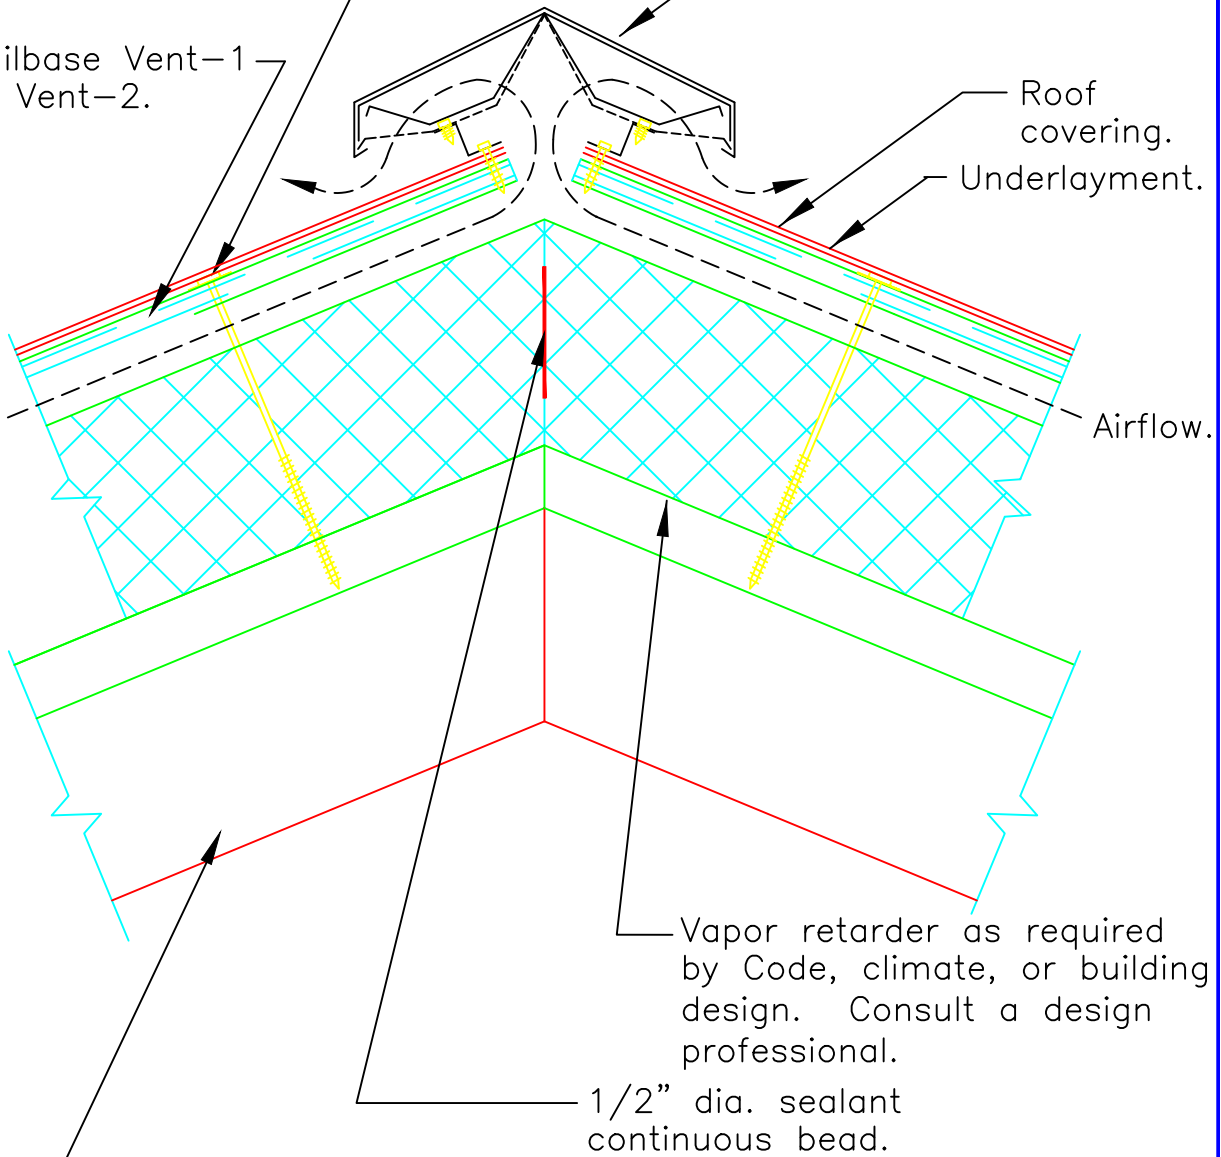 ilbase Vent-1
Vent-2.
Roof
covering.
Underlayment.
Airflow.
Vapor retarder as required
by Code, climate, or building
design. Consult a design
professional.
1/2” dia. sealant
continuous bead.